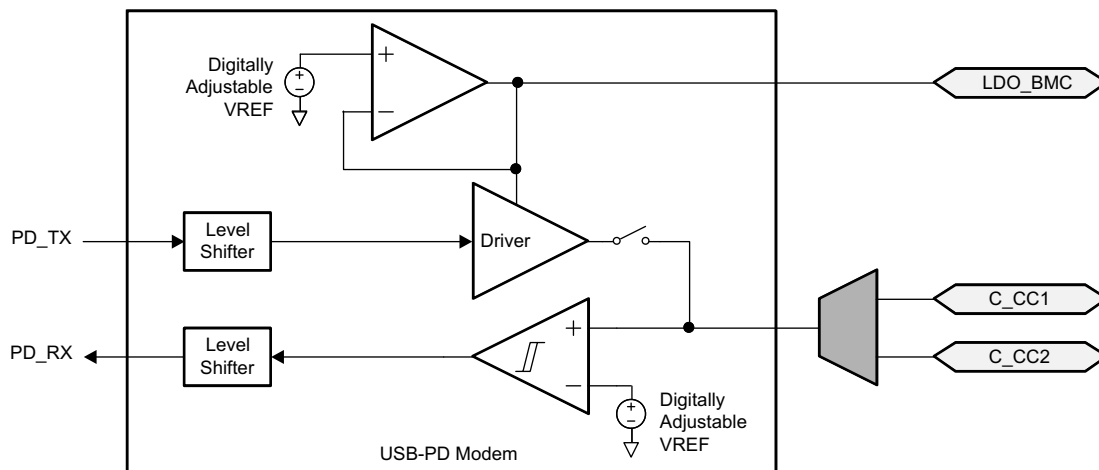 Digitally
Adjustable
VREF
+
−
+
−
LDO_BMC
PD_TX
Level
Shifter
Driver
C_CC1
PD_RX
Level
Shifter
+
−
+
−
Digitally
Adjustable
VREF
C_CC2
USB-PD Modem